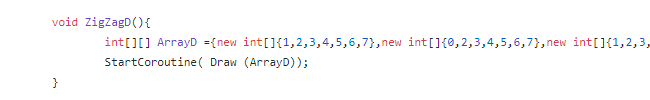 void ZigZagD(){
int[][] ArrayD ={new int[]{1,2,3,4,5,6,7},new int[]{0,2,3,4,5,6,7},new int[]{1,2,3,
StartCoroutine( Draw (ArrayD));
}